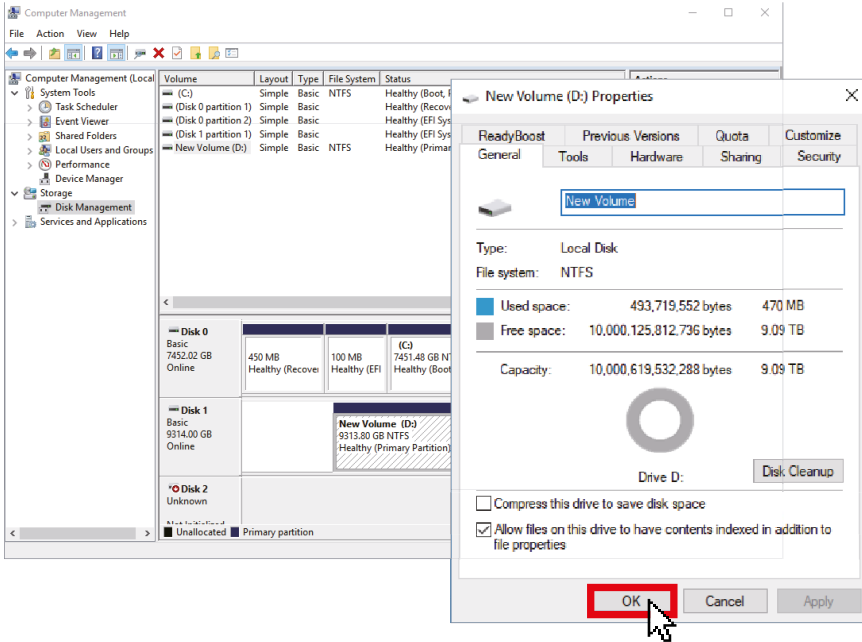 Computer Management
File Action View Help
Computer Management (Local
System Tools
Task Scheduler
Event Viewer
Shared Folders
Local Users and Groups
Performance
Device Manager
Storage
Disk Management
Services and Applications
Volume Layout Type File System Status
(C:) Simple Basic NTFS Healthy (Boot,
(Disk 0 partition 1) Simple Basic Healthy (Recov
(Disk 0 partition 2) Simple Basic Healthy (EFI Sys
(Disk 1 partition 1) Simple Basic Healthy (EFI Sys
New Volume (D:) Simple Basic NTFS Healthy (Primar
Disk 0
Basic
7452.02 GB
Online
450 MB
Healthy (Recover
100 MB
Healthy (EFI
(C:)
7451.48 GB NT
Healthy (Boot
Disk 1
Basic
9314.00 GB
Online
New Volume (D:)
9313.80 GB NTFS
Healthy (Primary Partition)
Disk 2
Unknown
Unallocated Primary partition
New Volume (D:) Properties
ReadyBoost Previous Versions Quota Customize
General Tools Hardware Sharing Security
New Volume
Type: Local Disk
File system: NTFS
Used space: 493,719,552 bytes 470 MB
Free space: 10,000,125,812,736 bytes 9.09 TB
Capacity: 10,000,619,532,288 bytes 9.09 TB
Drive D:
Disk Cleanup
Compress this drive to save disk space
Allow files on this drive to have contents indexed in addition to
file properties
OK Cancel Apply